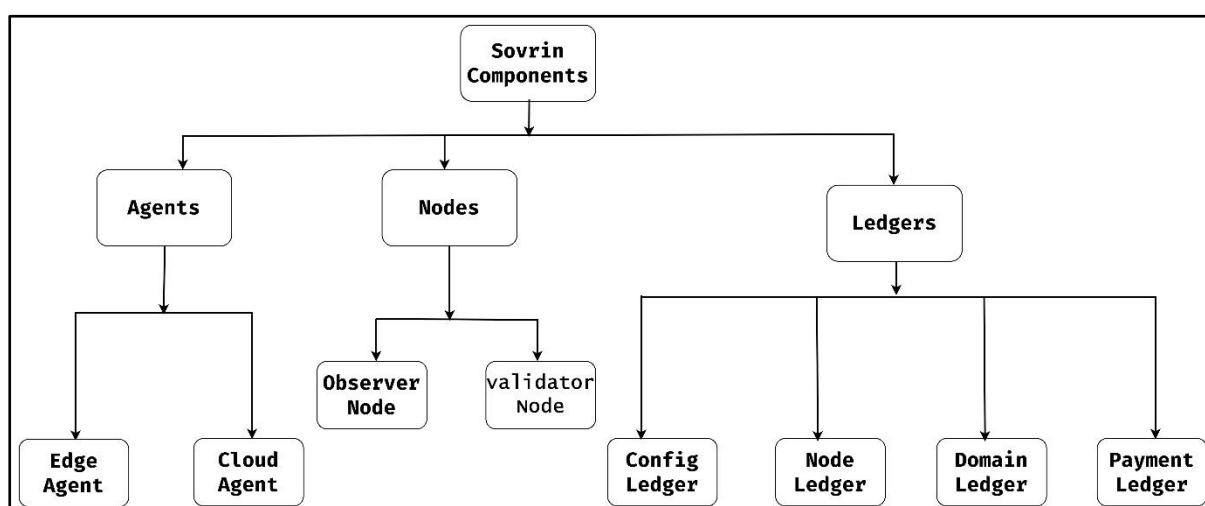 Sovrin
Components
Agents
Nodes
Ledgers
Observer
Node
validator
Node
Edge
Agent
Cloud
Agent
Config
Ledger
Node
Ledger
Domain
Ledger
Payment
Ledger